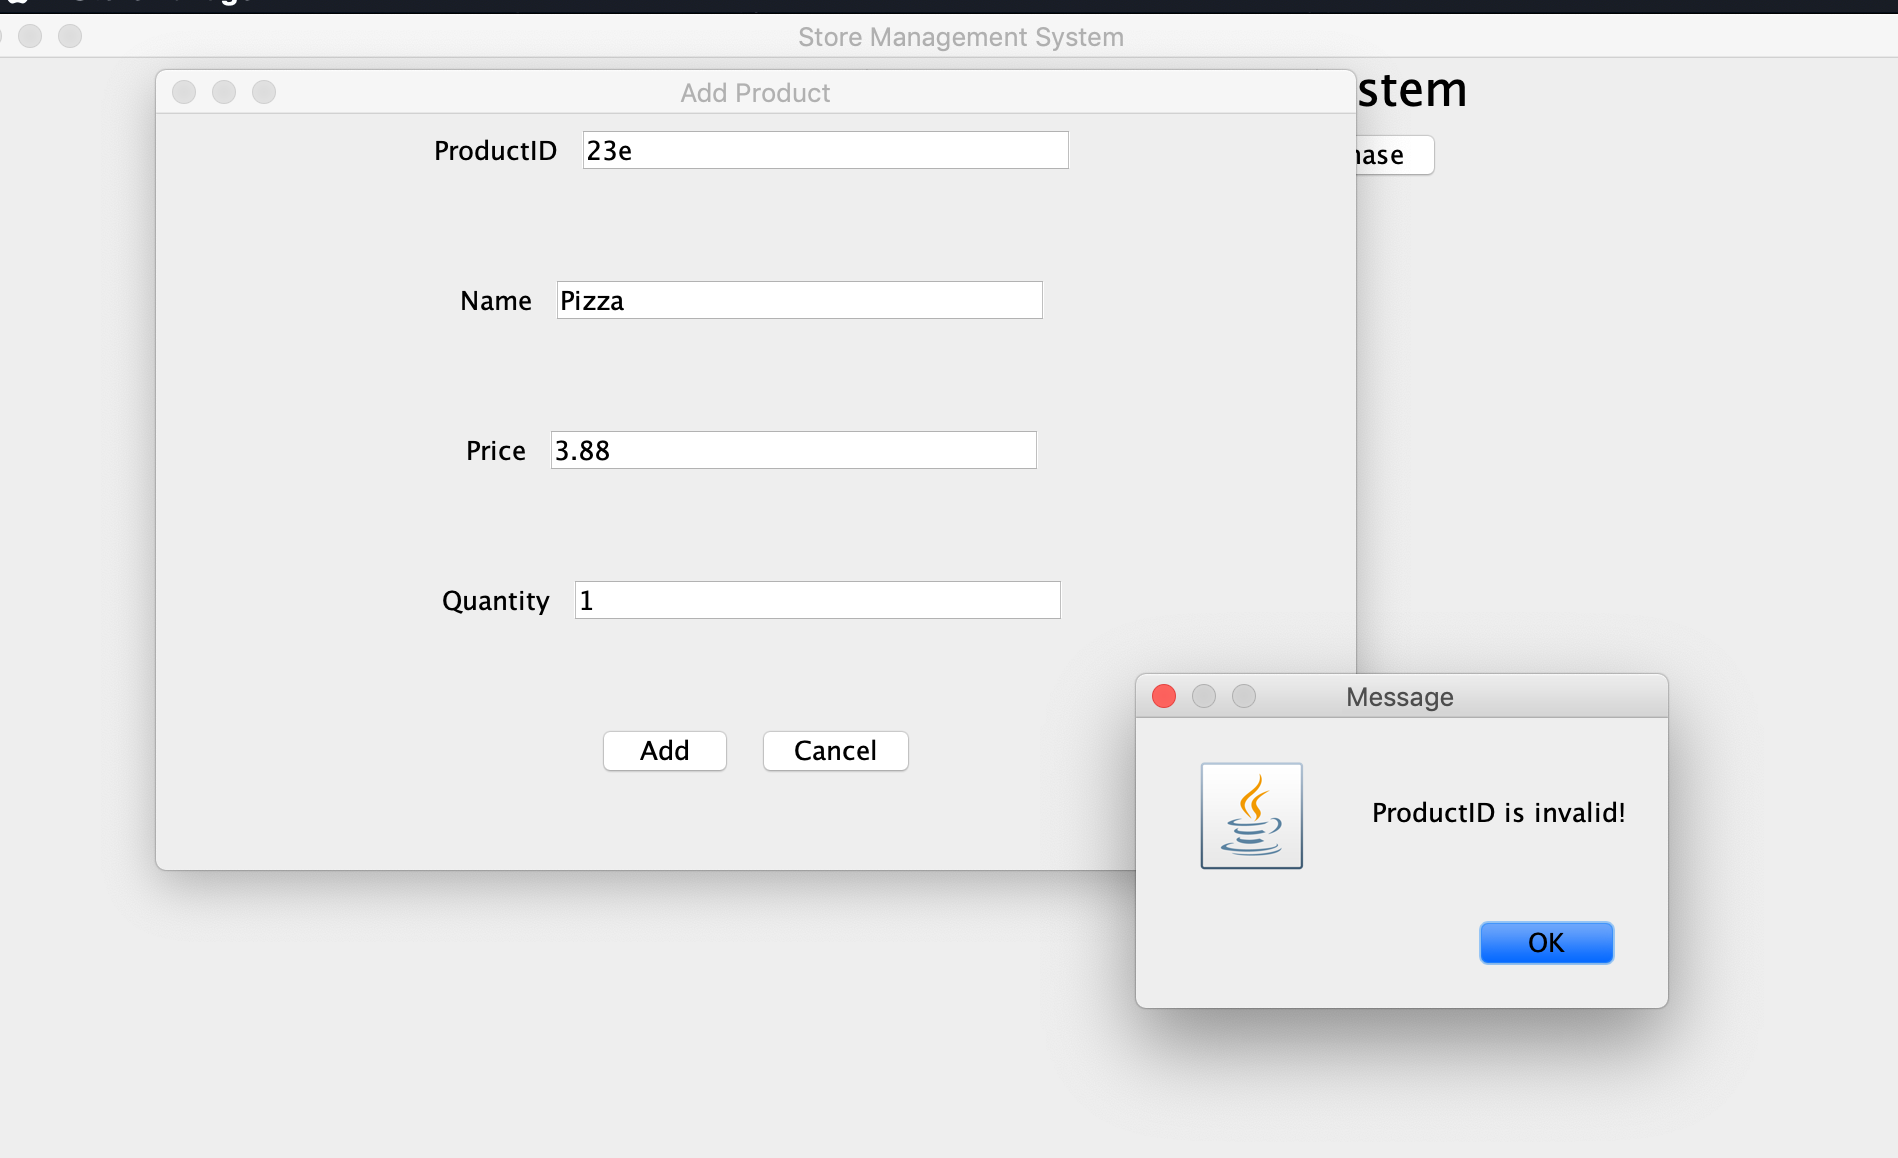 Store Management System
Add Product
stem
ProductID 23e
hase
Name Pizza
Price 3.88
Quantity 1
Add Cancel
Message
ProductID is invalid!
OK